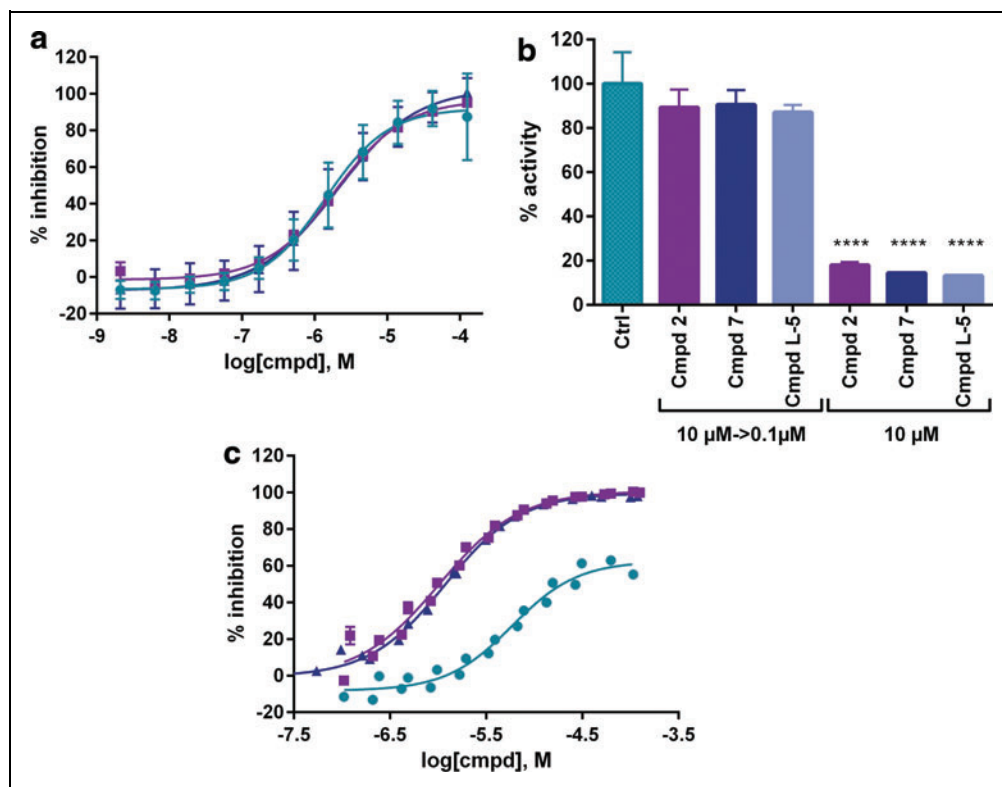 a
120
100
80
60
40
20
0
-20
-9
-8
-7
-6
-5
-4
% inhibition
log[cmpd], M
b
120
100
80
60
40
20
0
% activity
****
****
****
Ctrl
Cmpd 2
Cmpd 7
Cmpd L-5
Cmpd 2
Cmpd 7
Cmpd L-5
10 µM->0.1µM
10 µM
c
120
100
80
60
40
20
0
-20
-7.5
-6.5
-5.5
-4.5
-3.5
% inhibition
log[cmpd], M